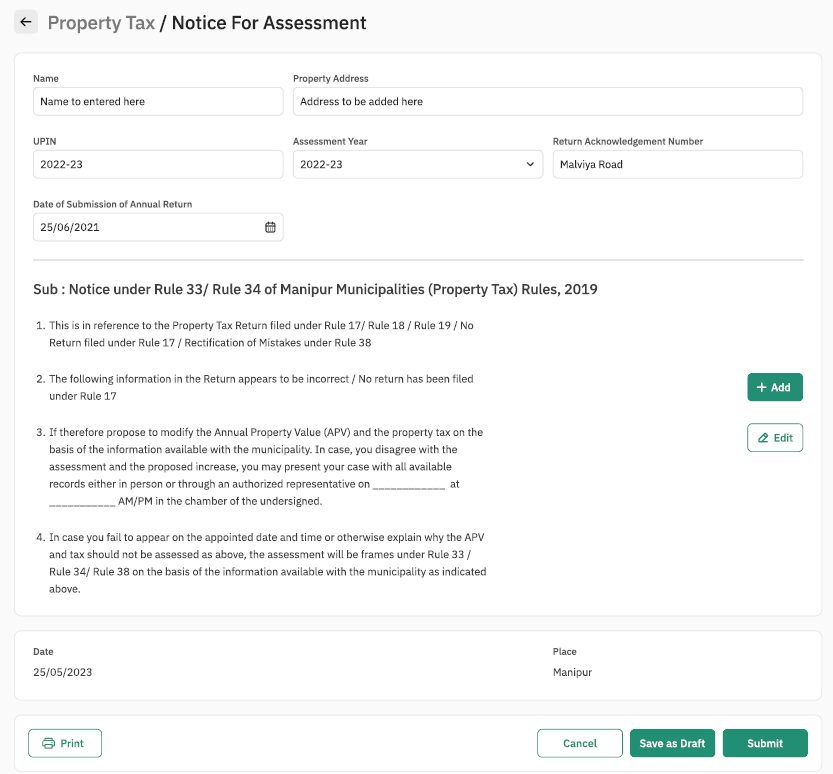 Property Tax / Notice For Assessment
Name
Property Address
Name to entered here
Address to be added here
UPIN
Assessment Year
Return Acknowledgement Number
2022-23
2022-23
Malviya Road
Date of Submission of Annual Return
25/06/2021
Sub : Notice under Rule 33/ Rule 34 of Manipur Municipalities (Property Tax) Rules, 2019
1. This is in reference to the Property Tax Return filed under Rule 17/ Rule 18 / Rule 19 / No
Return filed under Rule 17 / Rectification of Mistakes under Rule 38
2. The following information in the Return appears to be incorrect / No return has been filed
under Rule 17
+ Add
3. If therefore propose to modify the Annual Property Value (APV) and the property tax on the
basis of the information available with the municipality. In case, you disagree with the
assessment and the proposed increase, you may present your case with all available
records either in person or through an authorized representative on ____________ at
___________ AM/PM in the chamber of the undersigned.
Edit
4. In case you fail to appear on the appointed date and time or otherwise explain why the APV
and tax should not be assessed as above, the assessment will be frames under Rule 33 /
Rule 34/ Rule 38 on the basis of the information available with the municipality as indicated
above.
Date
Place
25/05/2023
Manipur
Print
Cancel
Save as Draft
Submit